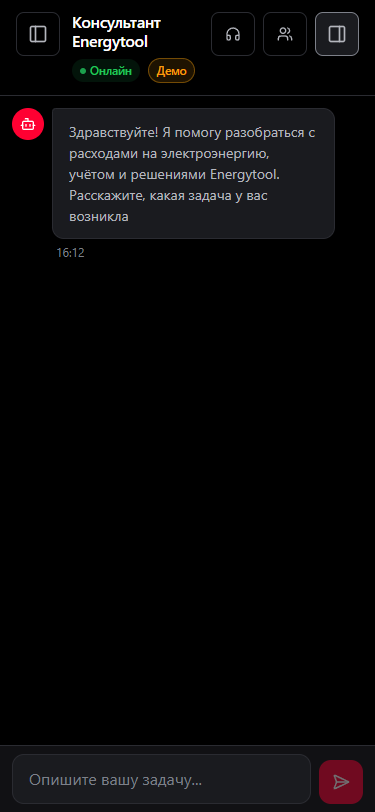 Консультант
Energytool
Онлайн
Демо
Здравствуйте! Я помогу разобраться с
расходами на электроэнергию,
учётом и решениями Energytool.
Расскажите, какая задача у вас
возникла
16:12
Опишите вашу задачу...